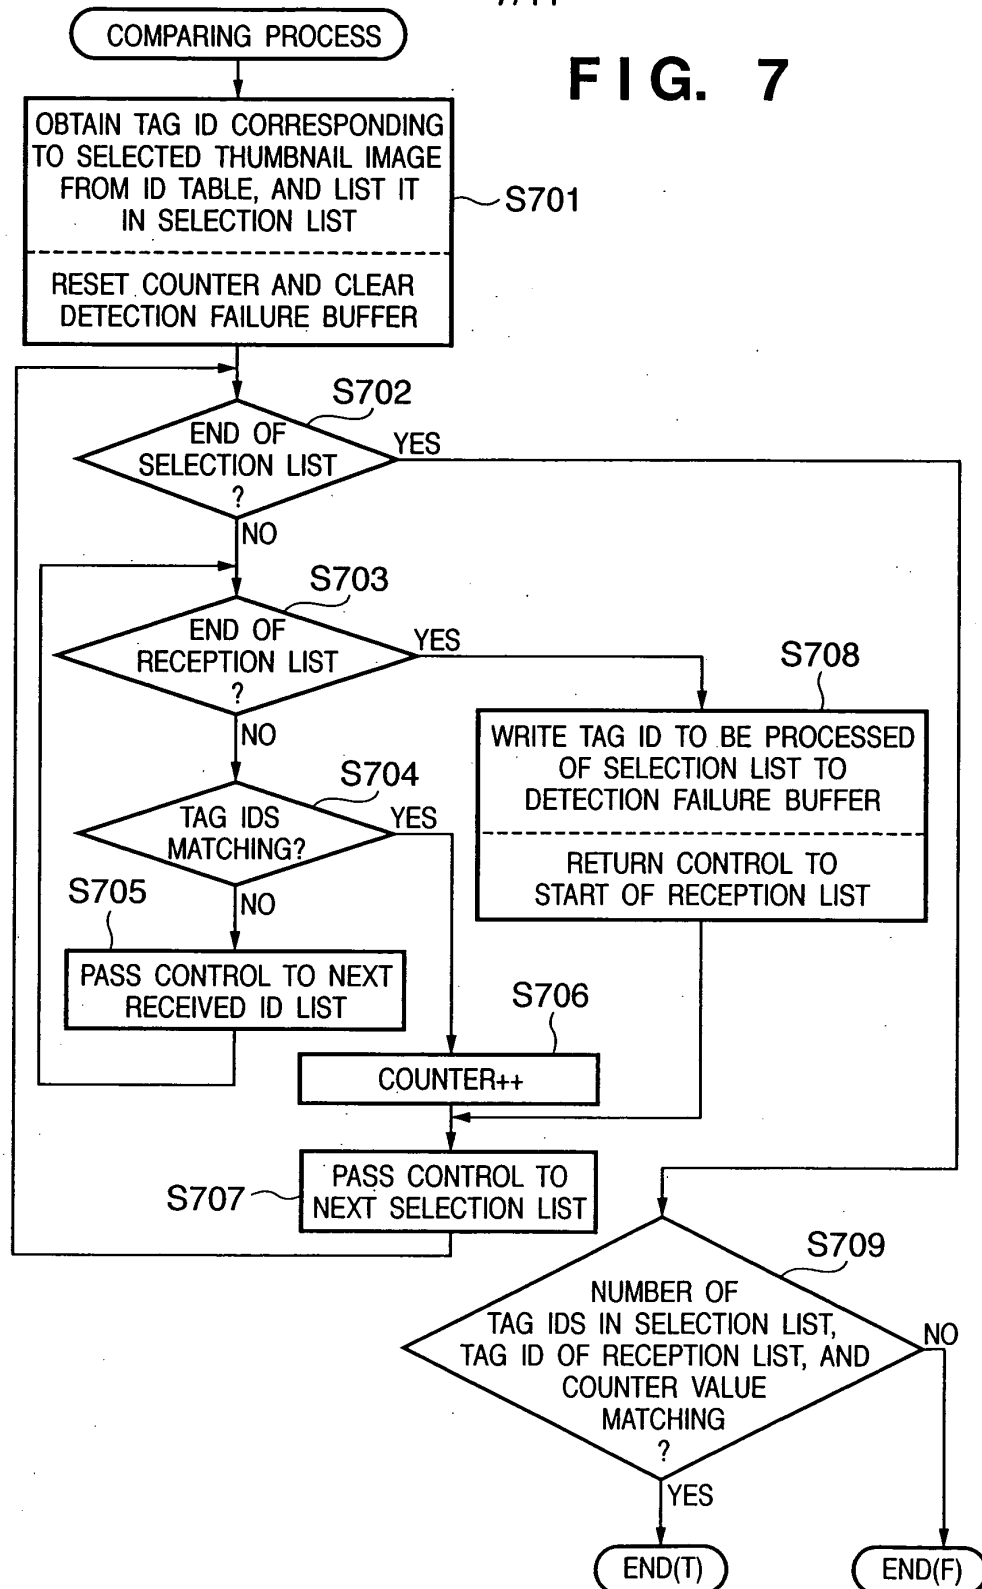 COMPARING PROCESS
FIG. 7
OBTAIN TAG ID CORRESPONDING
TO SELECTED THUMBNAIL IMAGE
FROM ID TABLE, AND LIST IT
IN SELECTION LIST
S701
RESET COUNTER AND CLEAR
DETECTION FAILURE BUFFER
S702
END OF
SELECTION LIST
?
YES
NO
S703
END OF
RECEPTION LIST
?
YES
NO
S708
WRITE TAG ID TO BE PROCESSED
OF SELECTION LIST TO
DETECTION FAILURE BUFFER
RETURN CONTROL TO
START OF RECEPTION LIST
S704
TAG IDS
MATCHING?
YES
NO
S705
PASS CONTROL TO NEXT
RECEIVED ID LIST
S706
COUNTER++
S707
PASS CONTROL TO
NEXT SELECTION LIST
S709
NUMBER OF
TAG IDS IN SELECTION LIST,
TAG ID OF RECEPTION LIST, AND
COUNTER VALUE
MATCHING
?
NO
YES
END(T)
END(F)